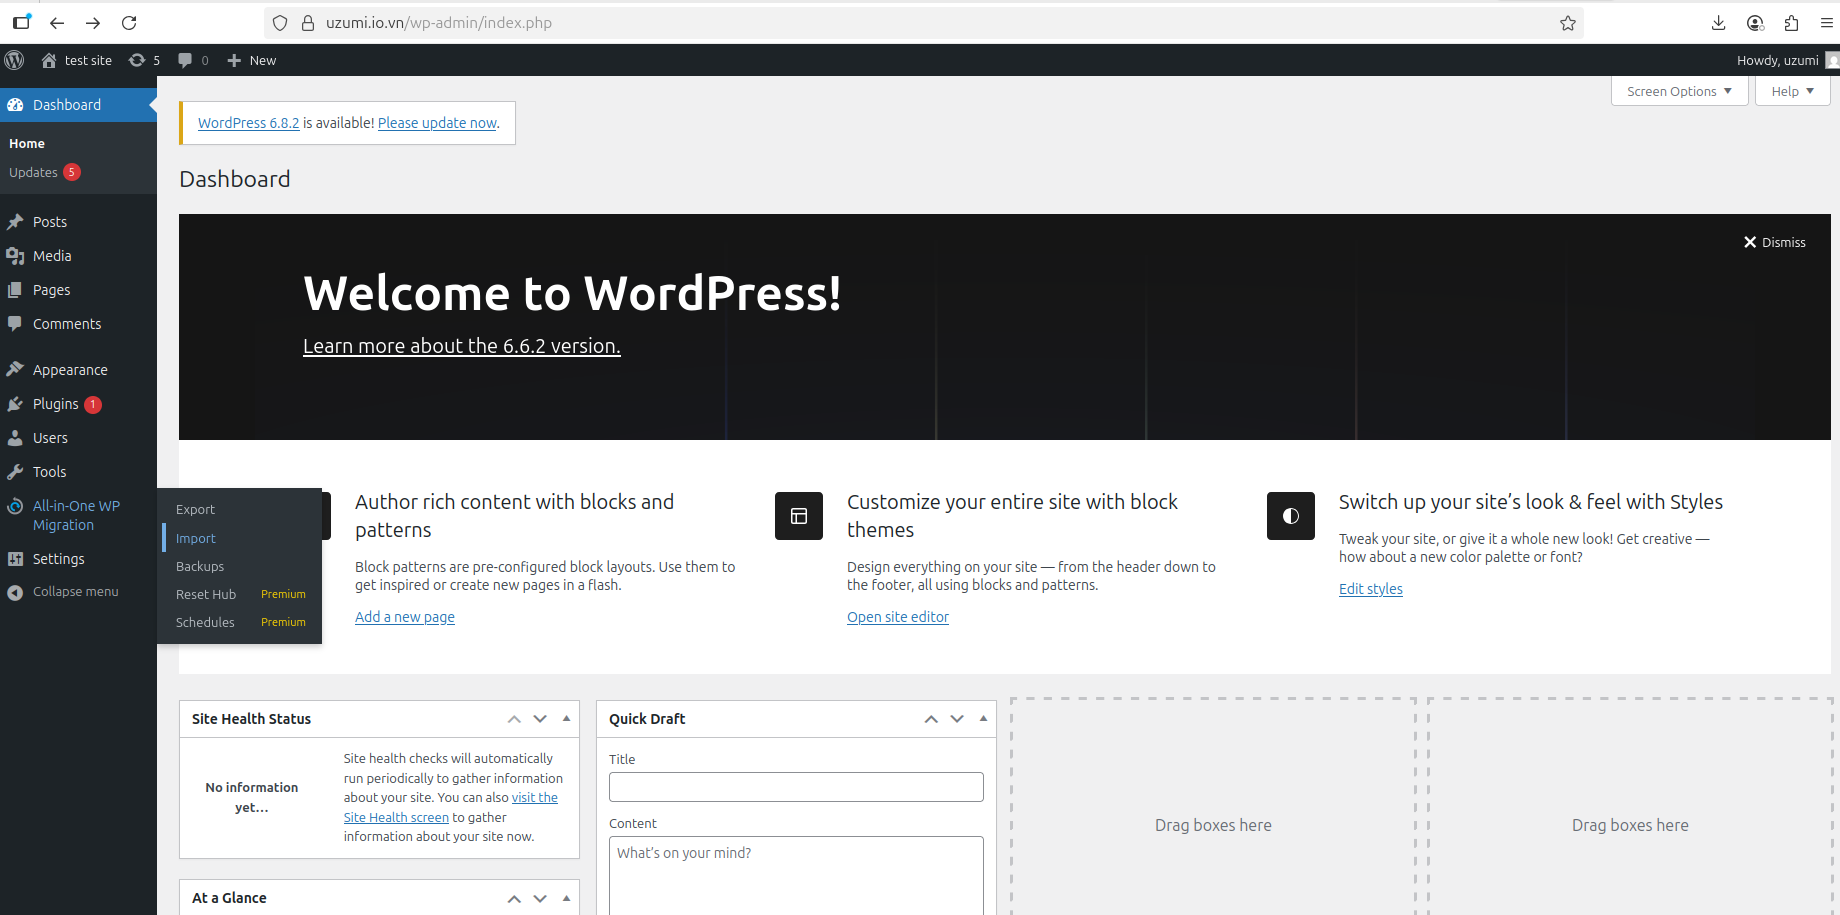 uzumi.io.vn/wp-admin/index.php
test site
5
0
New
Howdy, uzumi
Dashboard
Home
Updates 5
Posts
Media
Pages
Comments
Appearance
Plugins 1
Users
Tools
All-in-One WP
Migration
Settings
Collapse menu
Export
Import
Backups
Reset Hub Premium
Schedules Premium
Screen Options
Help
WordPress 6.8.2 is available! Please update now.
Dashboard
Dismiss
Welcome to WordPress!
Learn more about the 6.6.2 version.
Author rich content with blocks and
patterns
Block patterns are pre-configured block layouts. Use them to
get inspired or create new pages in a flash.
Add a new page
Customize your entire site with block
themes
Design everything on your site — from the header down to
the footer, all using blocks and patterns.
Open site editor
Switch up your site’s look & feel with Styles
Tweak your site, or give it a whole new look! Get creative —
how about a new color palette or font?
Edit styles
Site Health Status
No information
yet…
Site health checks will automatically
run periodically to gather information
about your site. You can also visit the
Site Health screen to gather
information about your site now.
At a Glance
Quick Draft
Title
Content
What’s on your mind?
Drag boxes here
Drag boxes here